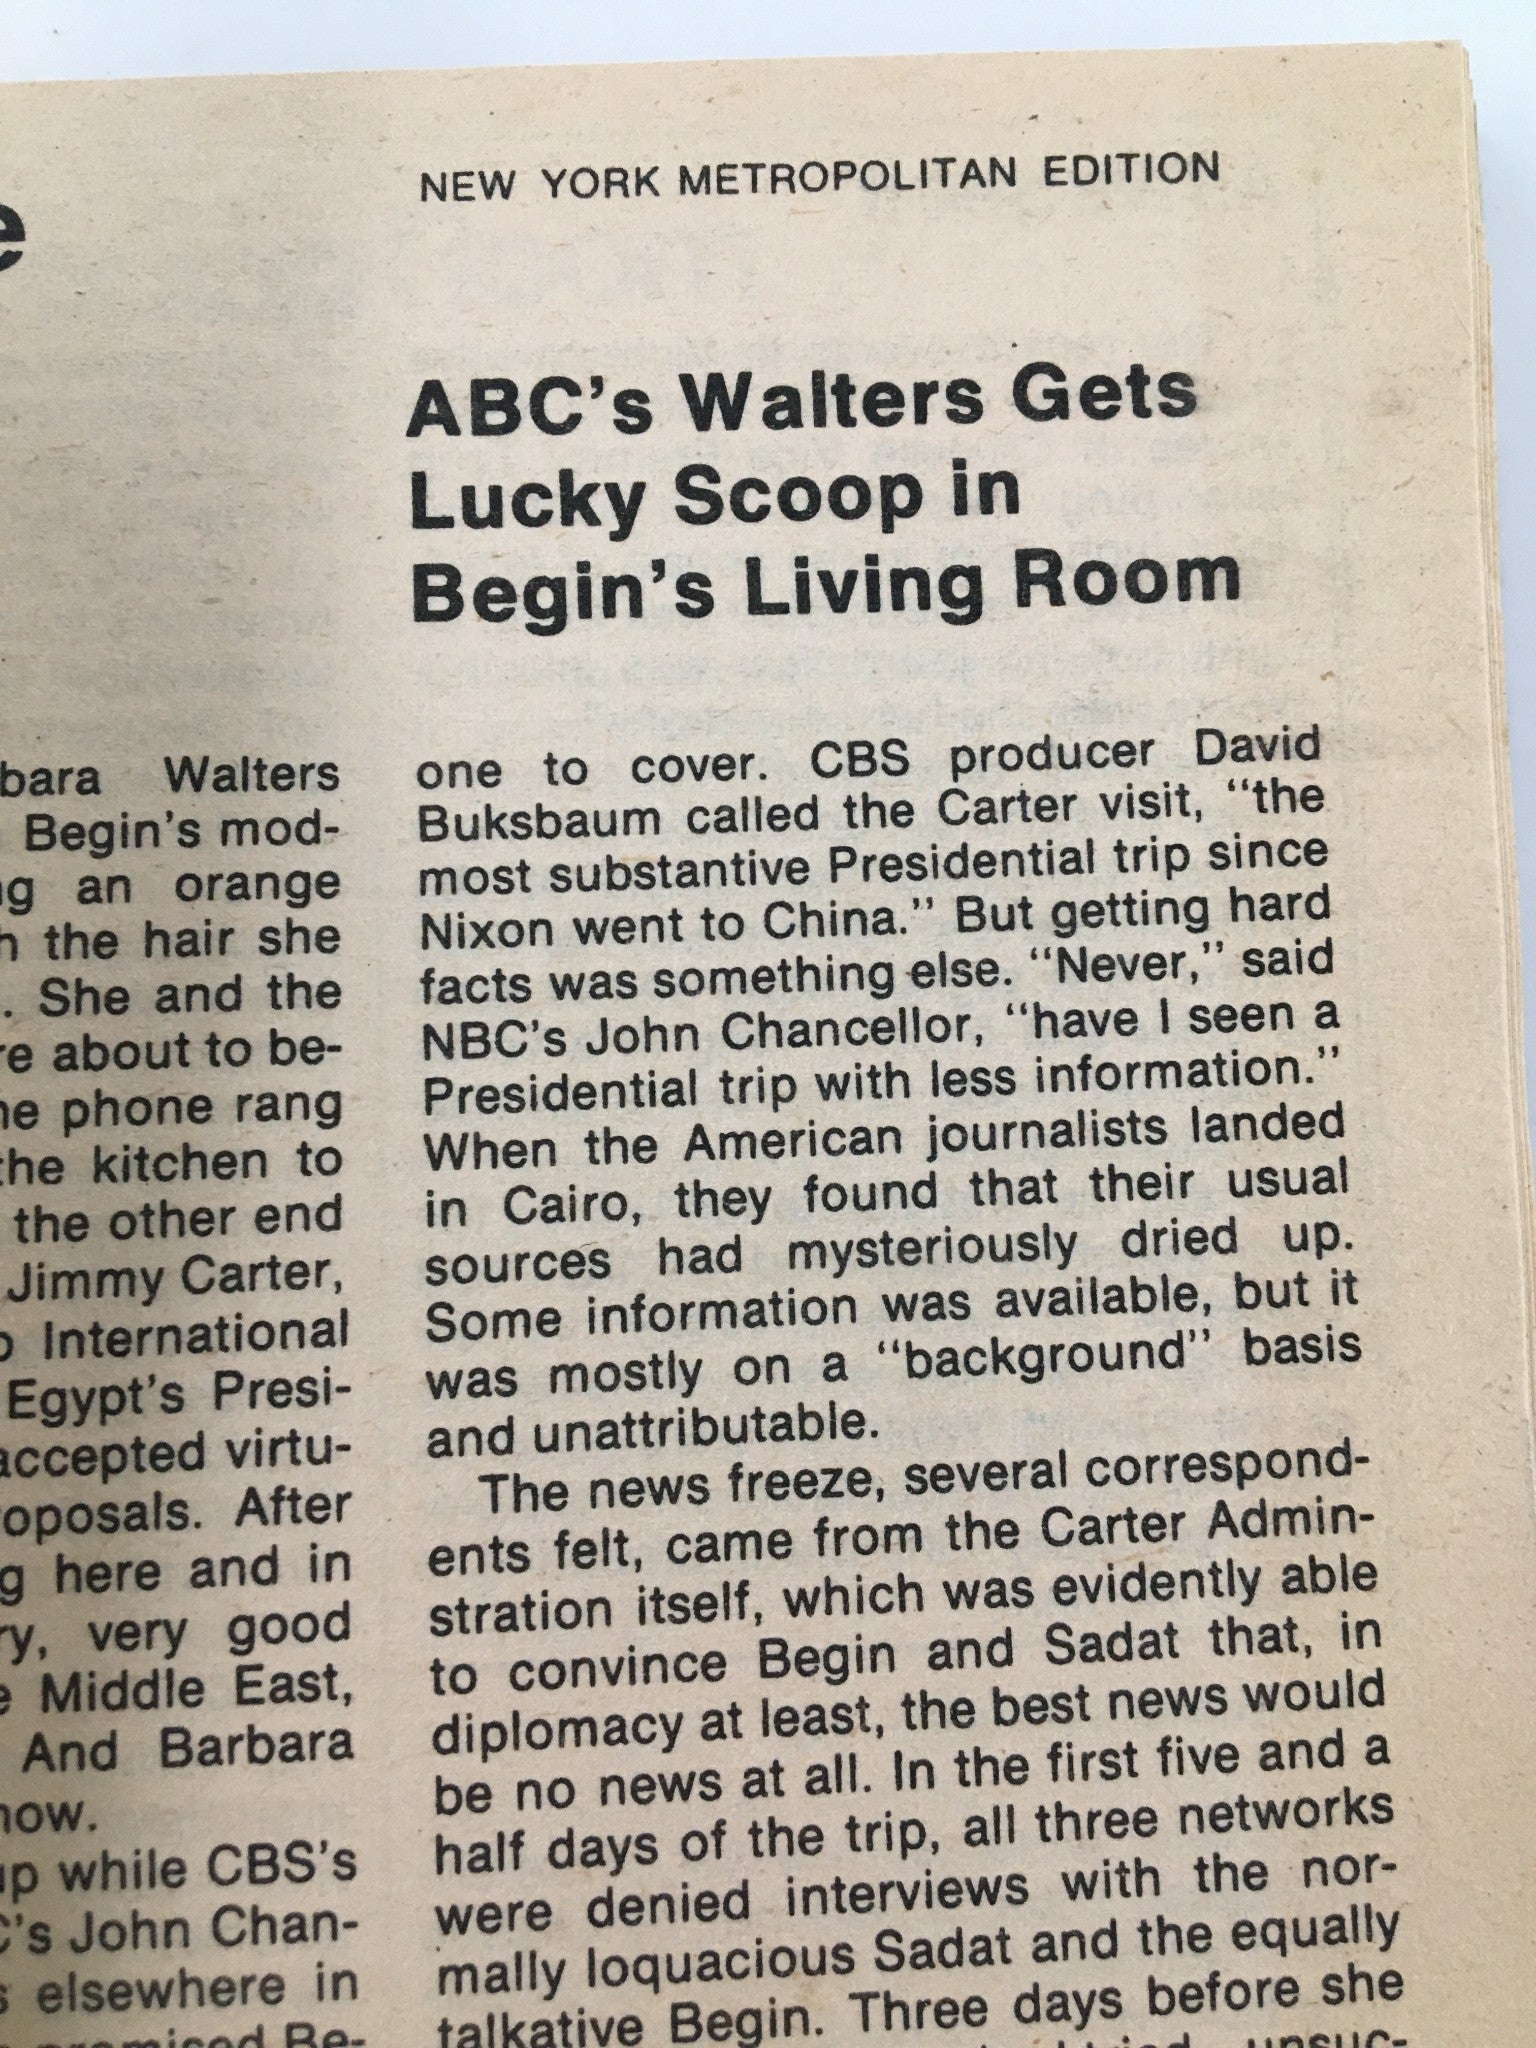 NEW YORK METROPOLITAN EDITION
ABC's Walters Gets
Lucky Scoop in
Begin's Living Room
Walters
Begin's mod-
an orange
the hair she
She and the
about to be-
phone rang
kitchen to
the other end
Jimmy Carter,
International
Egypt's Presi-
accepted virtu-
After
here and in
very good
Middle East,
And Barbara
while CBS's
John Chan-
elsewhere in
Be-
one to cover. CBS producer David
Buksbaum called the Carter visit, "the
most substantive Presidential trip since
Nixon went to China." But getting hard
facts was something else. "Never," said
NBC's John Chancellor, "have I seen a
Presidential trip with less information."
When the American journalists landed
in Cairo, they found that their usual
sources had mysteriously dried up.
Some information was available, but it
was mostly on a "background" basis
and unattributable.
The news freeze, several correspond-
ents felt, came from the Carter Admin-
stration itself, which was evidently able
to convince Begin and Sadat that, in
diplomacy at least, the best news would
be no news at all. In the first five and a
half days of the trip, all three networks
were denied interviews with the nor-
mally loquacious Sadat and the equally
talkative Begin. Three days before she